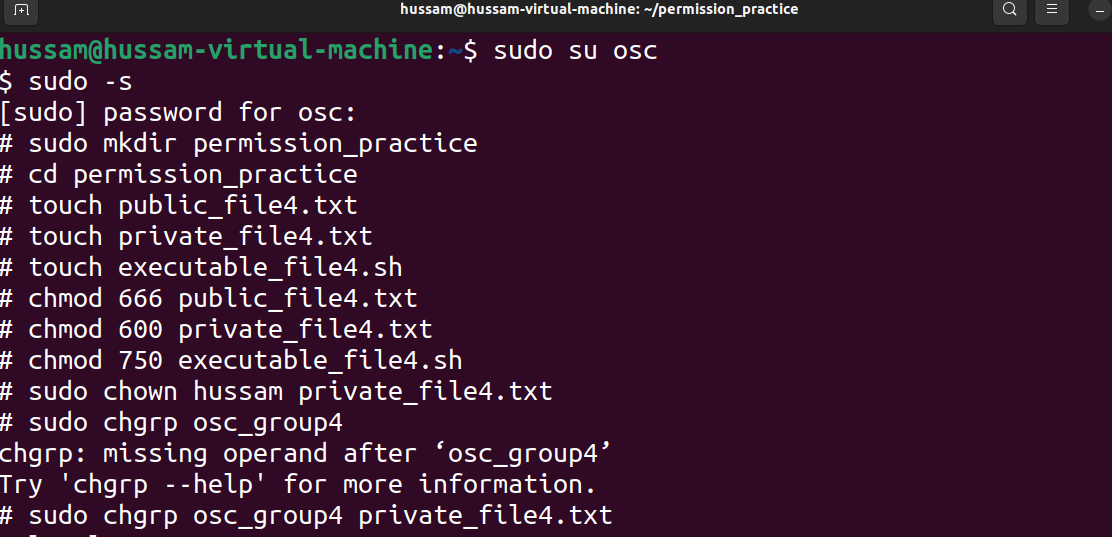 hussam@hussam-virtual-machine: ~/permission_practice
hussam@hussam-virtual-machine:~$ sudo su osc
$ sudo -s
[sudo] password for osc:
# sudo mkdir permission_practice
# cd permission_practice
# touch public_file4.txt
# touch private_file4.txt
# touch executable_file4.sh
# chmod 666 public_file4.txt
# chmod 600 private_file4.txt
# chmod 750 executable_file4.sh
# sudo chown hussam private_file4.txt
# sudo chgrp osc_group4
chgrp: missing operand after ‘osc_group4’
Try 'chgrp --help' for more information.
# sudo chgrp osc_group4 private_file4.txt